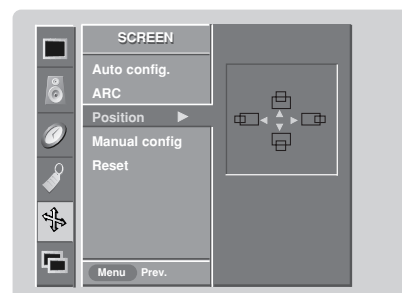 SCREEN
Auto config.
ARC
Position
Manual config
Reset
Menu Prev.